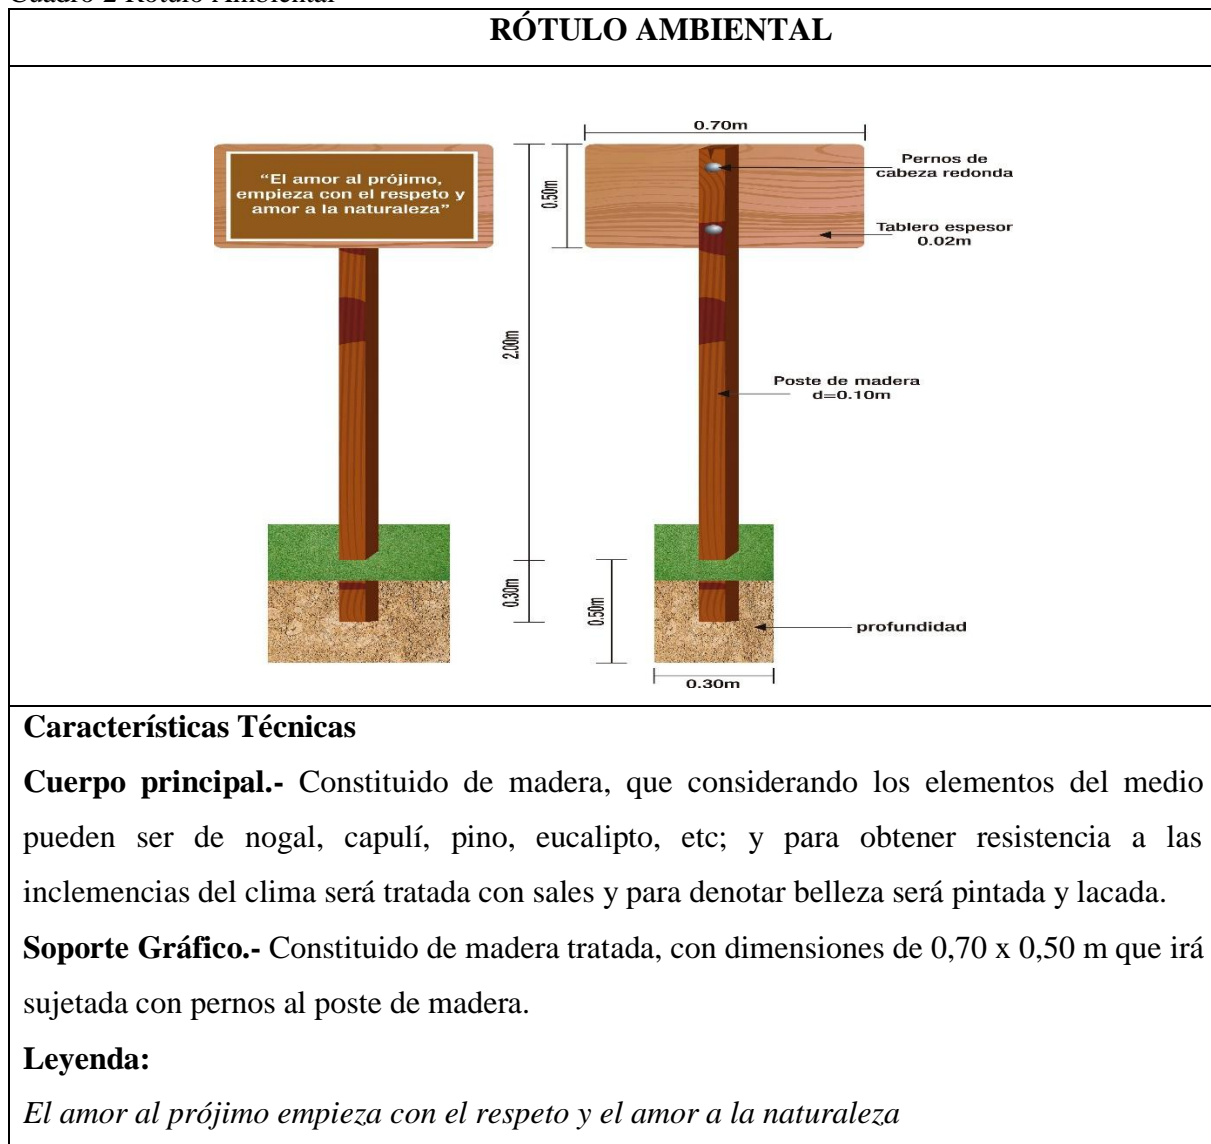 Cuadro 2 Rótulo Ambiental
RÓTULO AMBIENTAL
“El amor al prójimo,
empieza con el respeto y
amor a la naturaleza”
0.70m
0.50m
2.00m
0.30m
0.50m
0.30m
Pernos de
cabeza redonda
Tablero espesor
0.02m
Poste de madera
d=0.10m
profundidad
Características Técnicas
Cuerpo principal.- Constituido de madera, que considerando los elementos del medio
pueden ser de nogal, capulí, pino, eucalipto, etc; y para obtener resistencia a las
inclemencias del clima será tratada con sales y para denotar belleza será pintada y lacada.
Soporte Gráfico.- Constituido de madera tratada, con dimensiones de 0,70 x 0,50 m que irá
sujetada con pernos al poste de madera.
Leyenda:
El amor al prójimo empieza con el respeto y el amor a la naturaleza